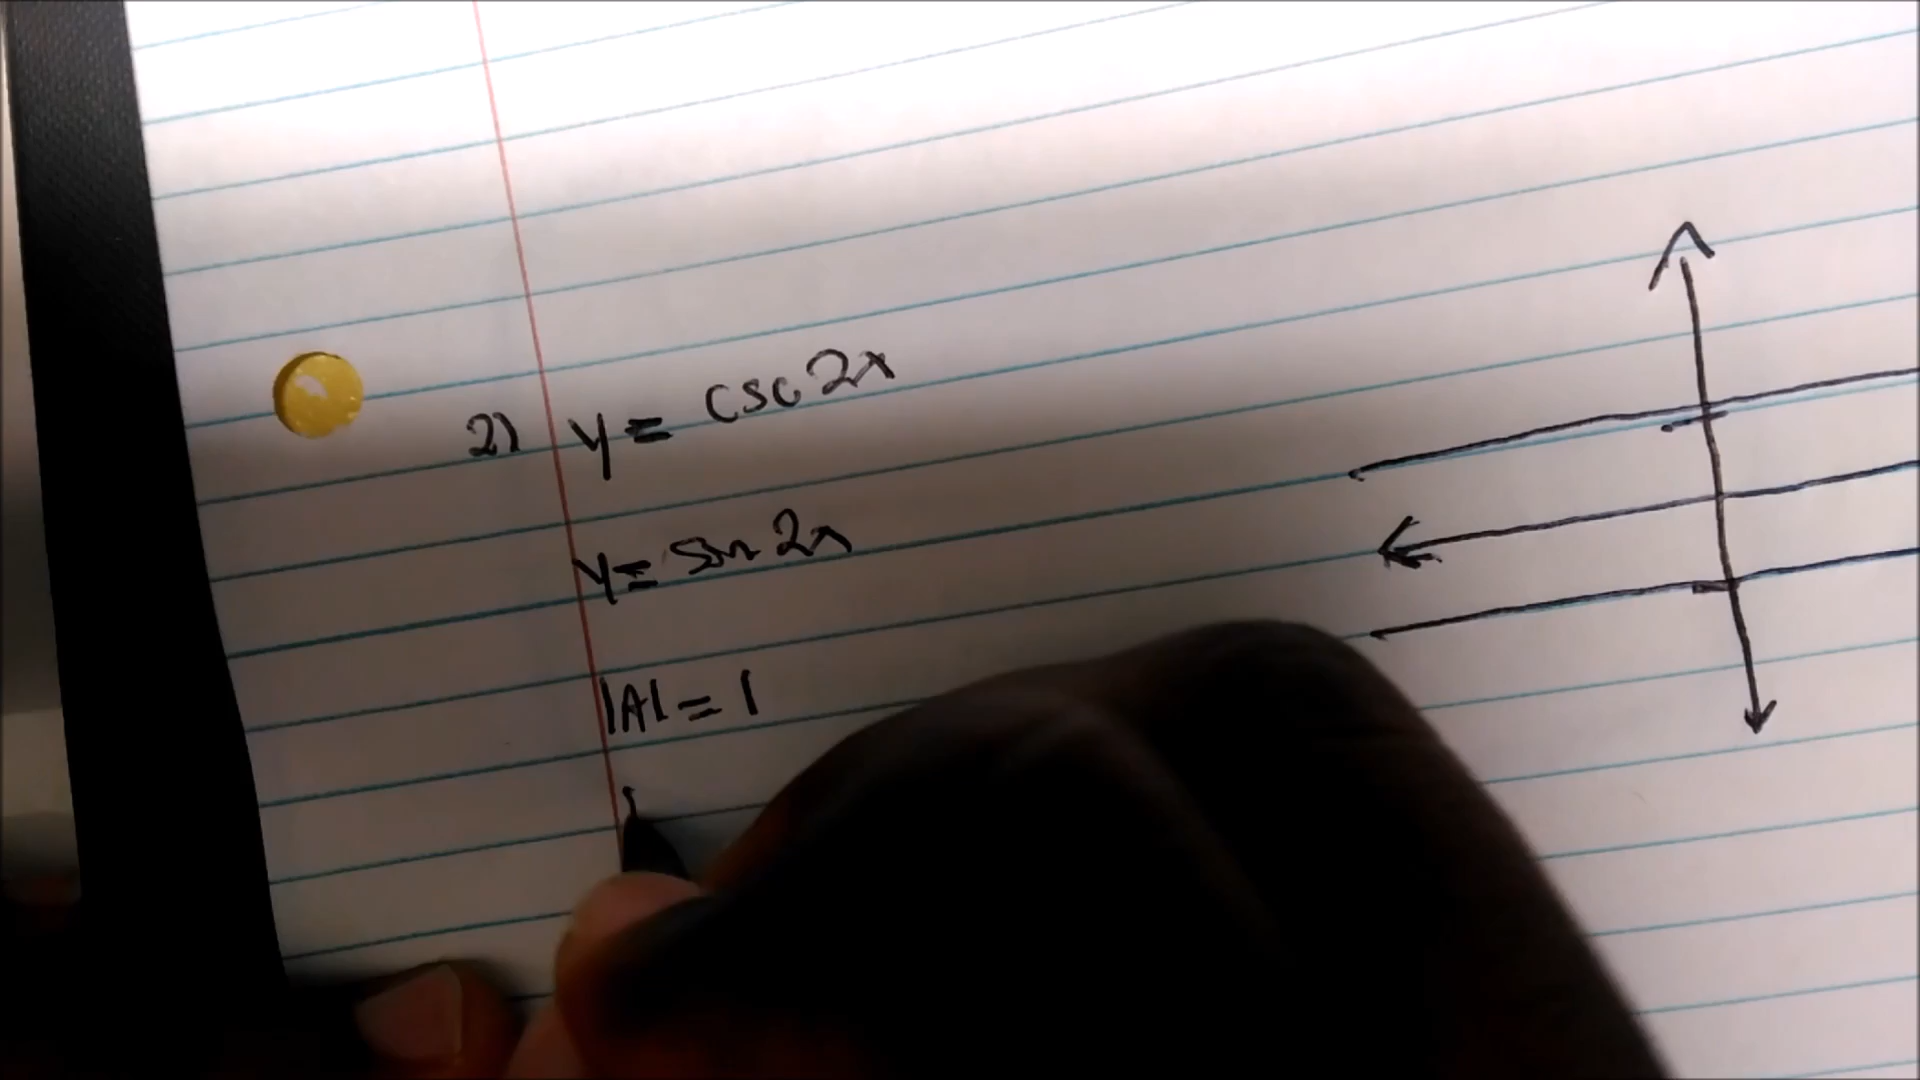 2) y = csc 2x
y = sin 2x
|A| = 1